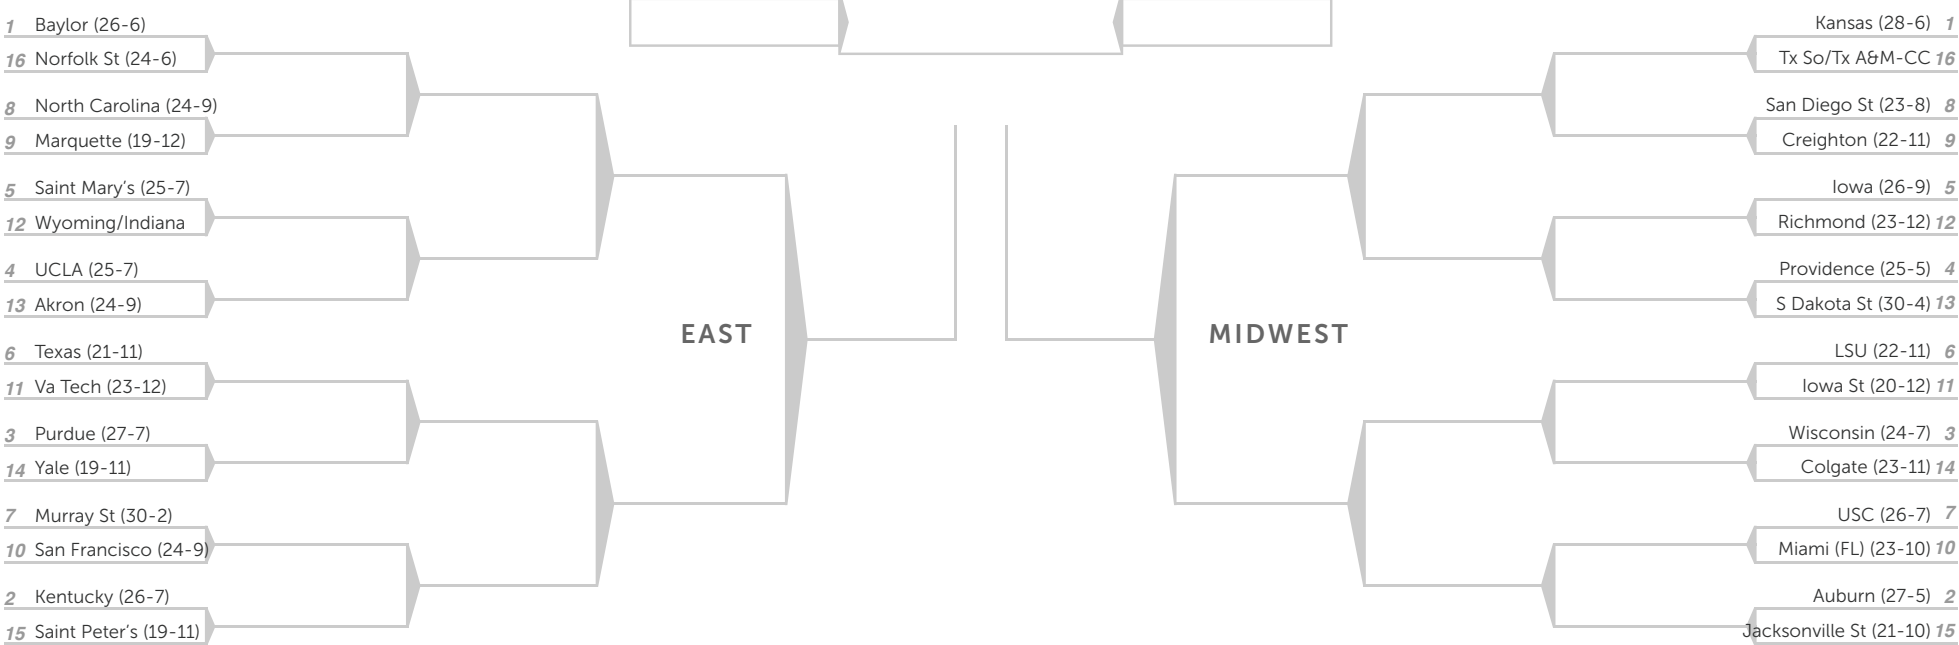 1 Baylor (26-6)
16 Norfolk St (24-6)
8 North Carolina (24-9)
9 Marquette (19-12)
5 Saint Mary's (25-7)
12 Wyoming/Indiana
4 UCLA (25-7)
13 Akron (24-9)
6 Texas (21-11)
11 Va Tech (23-12)
3 Purdue (27-7)
14 Yale (19-11)
7 Murray St (30-2)
10 San Francisco (24-9)
2 Kentucky (26-7)
15 Saint Peter's (19-11)
EAST
MIDWEST
Kansas (28-6) 1
Tx So/Tx A&M-CC 16
San Diego St (23-8) 8
Creighton (22-11) 9
Iowa (26-9) 5
Richmond (23-12) 12
Providence (25-5) 4
S Dakota St (30-4) 13
LSU (22-11) 6
Iowa St (20-12) 11
Wisconsin (24-7) 3
Colgate (23-11) 14
USC (26-7) 7
Miami (FL) (23-10) 10
Auburn (27-5) 2
Jacksonville St (21-10) 15